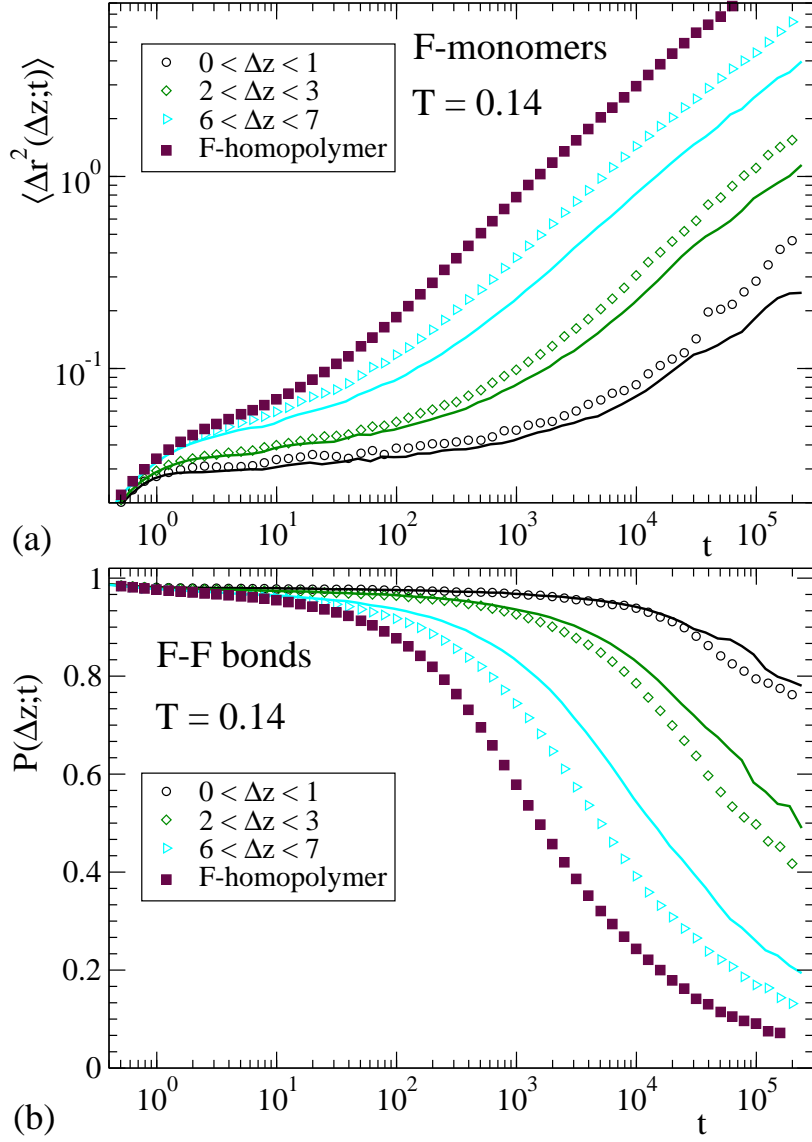 ⟨Δr²(Δz;t)⟩
F-monomers
T = 0.14
0 < Δz < 1
2 < Δz < 3
6 < Δz < 7
F-homopolymer
10⁰
10⁻¹
10⁰ 10¹ 10² 10³ 10⁴ 10⁵
t
(a)
P(Δz;t)
F-F bonds
T = 0.14
0 < Δz < 1
2 < Δz < 3
6 < Δz < 7
F-homopolymer
1
0.8
0.6
0.4
0.2
0
10⁰ 10¹ 10² 10³ 10⁴ 10⁵
t
(b)